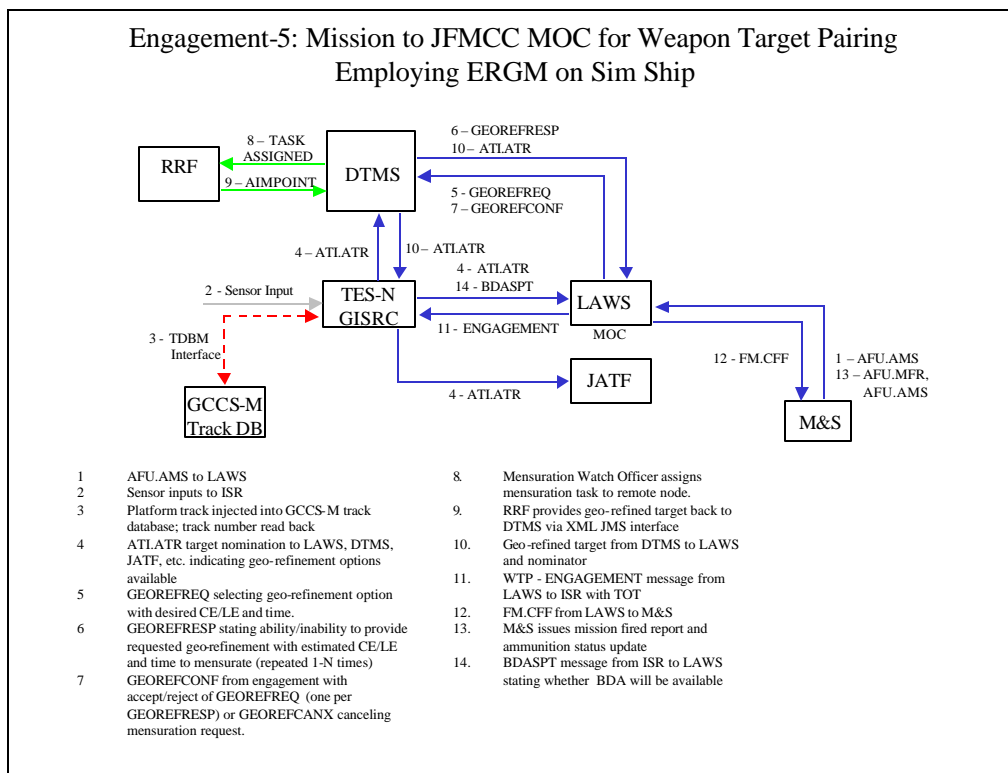 Engagement-5: Mission to JFMCC MOC for Weapon Target Pairing
Employing ERGM on Sim Ship
6 – GEOREFRESP
10 – ATI.ATR
8 – TASK
ASSIGNED
RRF
DTMS
9 – AIMPOINT
5 - GEOREFREQ
7 – GEOREFCONF
4 – ATI.ATR
10 – ATI.ATR
4 - ATI.ATR
14 - BDASPT
2 - Sensor Input
TES-N
GISRC
LAWS
11 - ENGAGEMENT
MOC
3 - TDBM
Interface
12 - FM.CFF
1 – AFU.AMS
13 – AFU.MFR,
AFU.AMS
JATF
4 - ATI.ATR
GCCS-M
Track DB
M&S
1 AFU.AMS to LAWS
2 Sensor inputs to ISR
3 Platform track injected into GCCS-M track
database; track number read back
4 ATI.ATR target nomination to LAWS, DTMS,
JATF, etc. indicating geo-refinement options
available
5 GEOREFREQ selecting geo-refinement option
with desired CE/LE and time.
6 GEOREFRESP stating ability/inability to provide
requested geo-refinement with estimated CE/LE
and time to mensurate (repeated 1-N times)
7 GEOREFCONF from engagement with
accept/reject of GEOREFREQ (one per
GEOREFRESP) or GEOREFCANX canceling
mensuration request.
8. Mensuration Watch Officer assigns
mensuration task to remote node.
9. RRF provides geo-refined target back to
DTMS via XML JMS interface
10. Geo-refined target from DTMS to LAWS
and nominator
11. WTP - ENGAGEMENT message from
LAWS to ISR with TOT
12. FM.CFF from LAWS to M&S
13. M&S issues mission fired report and
ammunition status update
14. BDASPT message from ISR to LAWS
stating whether BDA will be available